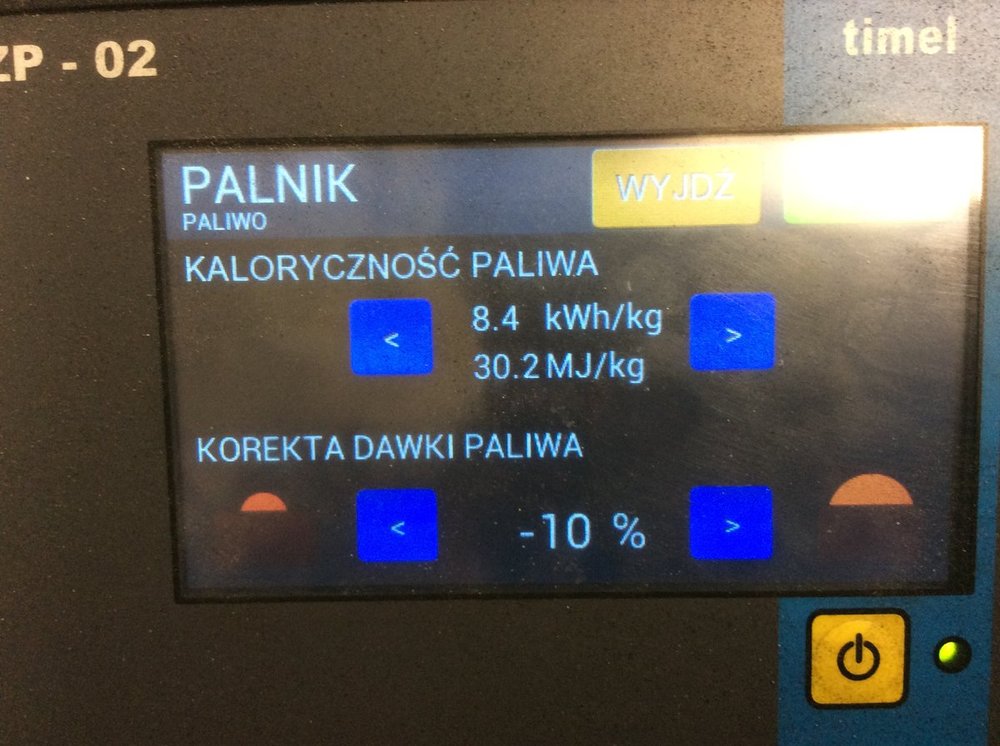 ZP - 02
timel
PALNIK
WYJDŹ
PALIWO
KALORYCZNOŚĆ PALIWA
< 8.4 kWh/kg >
30.2 MJ/kg
KOREKTA DAWKI PALIWA
< -10 % >